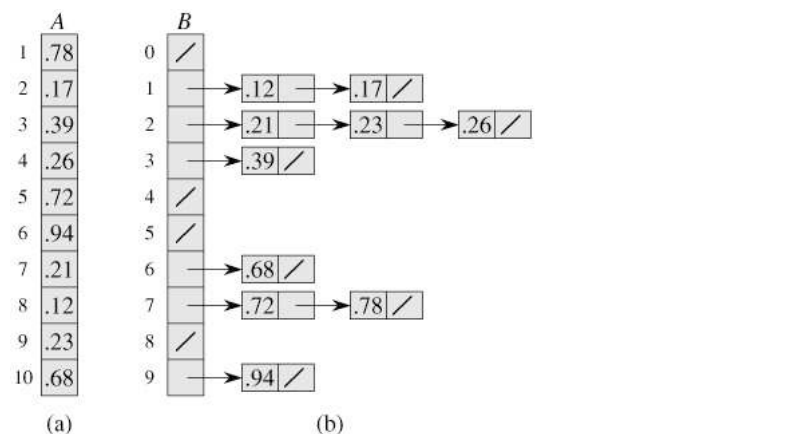 A B
1 .78 0 /
2 .17 1 .12 .17 /
3 .39 2 .21 .23 .26 /
4 .26 3 .39 /
5 .72 4 /
6 .94 5 /
7 .21 6 .68 /
8 .12 7 .72 .78 /
9 .23 8 /
10 .68 9 .94 /
(a) (b)